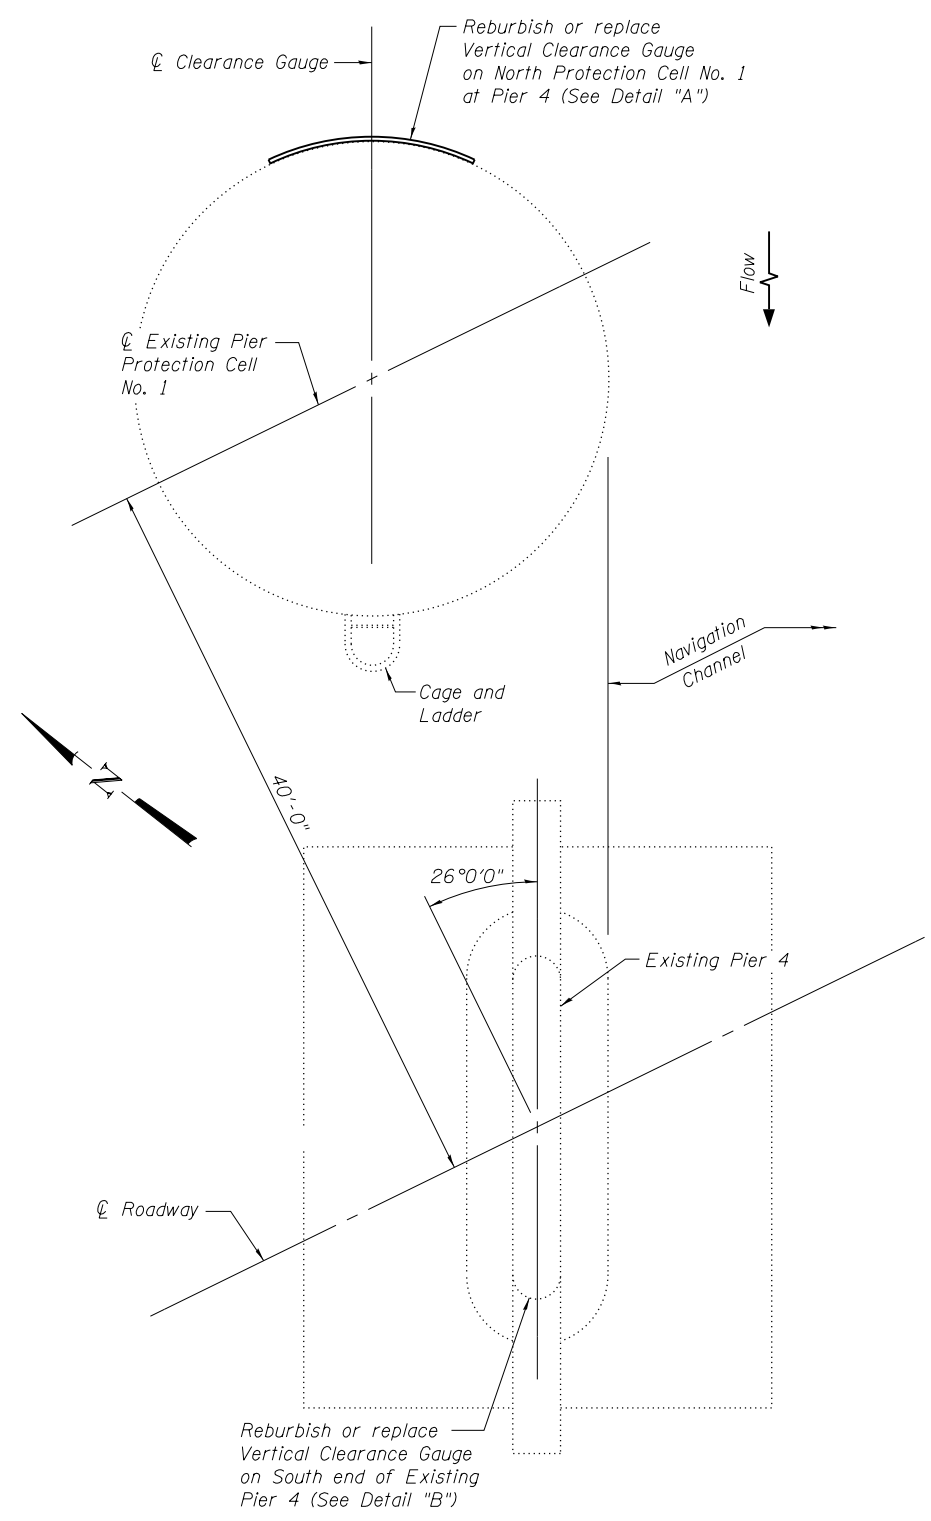 Reburbish or replace
Vertical Clearance Gauge
on North Protection Cell No. 1
at Pier 4 (See Detail "A")
℄ Clearance Gauge
Flow
℄ Existing Pier
Protection Cell
No. 1
Navigation
Channel
Cage and
Ladder
N
40'-0"
26°0'0"
Existing Pier 4
℄ Roadway
Reburbish or replace
Vertical Clearance Gauge
on South end of Existing
Pier 4 (See Detail "B")